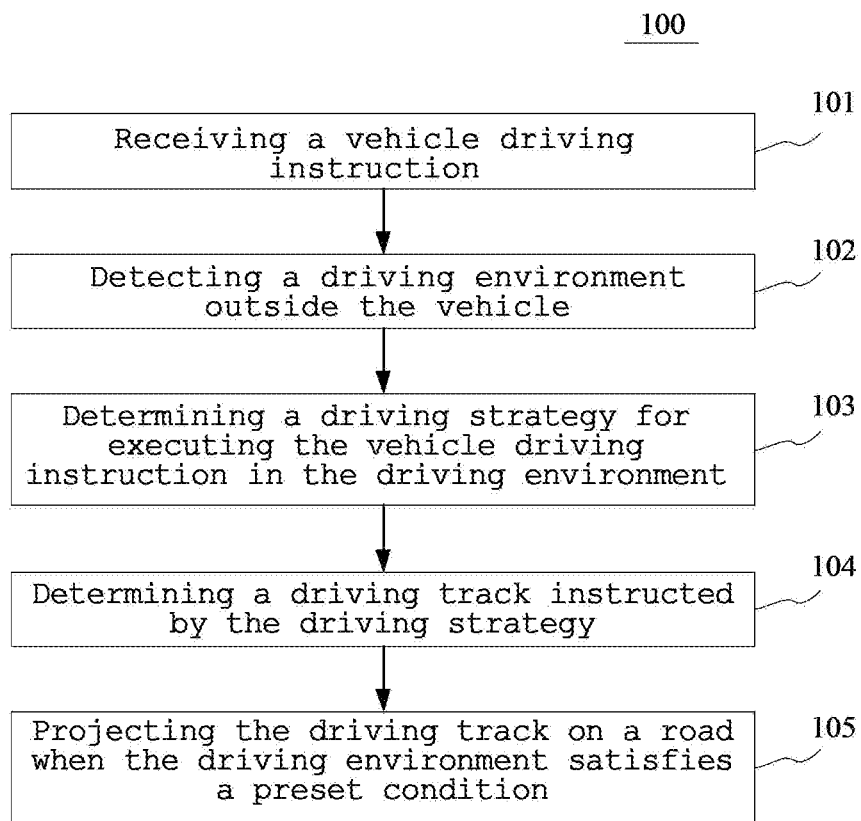 100
101
Receiving a vehicle driving
instruction
102
Detecting a driving environment
outside the vehicle
103
Determining a driving strategy for
executing the vehicle driving
instruction in the driving environment
104
Determining a driving track instructed
by the driving strategy
105
Projecting the driving track on a road
when the driving environment satisfies
a preset condition